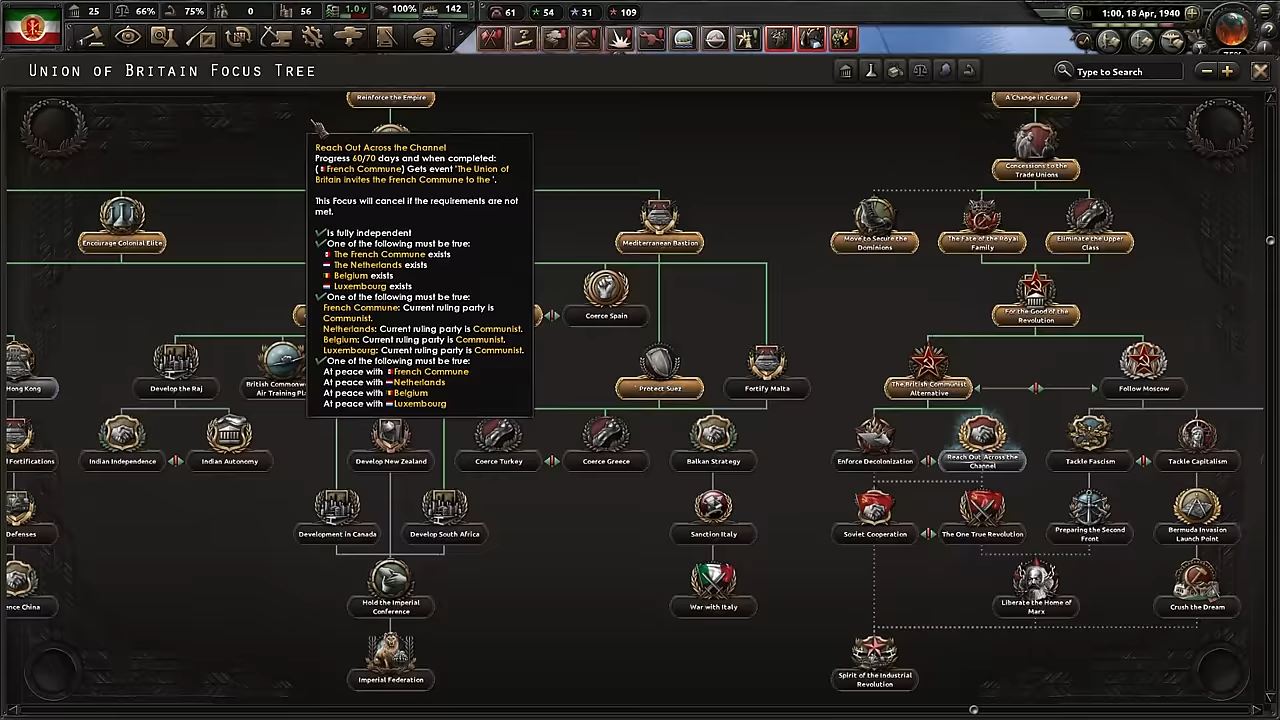 25
66%
75%
0
56
1.0y
100%
142
61
54
31
109
1:00, 18 Apr, 1940
75%
Union of Britain Focus Tree
Type to Search
Reinforce the Empire
A Change in Course
Reach Out Across the Channel
Progress 60/70 days and when completed:
( French Commune) Gets event 'The Union of
Britain invites the French Commune to the '.
This Focus will cancel if the requirements are not
met.
Is fully independent
One of the following must be true:
The French Commune exists
The Netherlands exists
Belgium exists
Luxembourg exists
One of the following must be true:
French Commune: Current ruling party is
Communist.
Netherlands: Current ruling party is Communist.
Belgium: Current ruling party is Communist.
Luxembourg: Current ruling party is Communist.
One of the following must be true:
At peace with French Commune
At peace with Netherlands
At peace with Belgium
At peace with Luxembourg
Concessions to the
Trade Unions
Encourage Colonial Elite
Mediterranean Bastion
Move to Secure the
Dominions
The Fate of the Royal
Family
Eliminate the Upper
Class
Coerce Spain
For the Good of the
Revolution
Hong Kong
Develop the Raj
British Commonw
Air Training Pla
Protect Suez
Fortify Malta
The British Communist
Alternative
Follow Moscow
Fortifications
Indian Independence
Indian Autonomy
Develop New Zealand
Coerce Turkey
Coerce Greece
Balkan Strategy
Enforce Decolonization
Reach Out Across the
Channel
Tackle Fascism
Tackle Capitalism
Defenses
Development in Canada
Develop South Africa
Sanction Italy
Soviet Cooperation
The One True Revolution
Preparing the Second
Front
Bermuda Invasion
Launch Point
ence China
Hold the Imperial
Conference
War with Italy
Liberate the Home of
Marx
Crush the Dream
Imperial Federation
Spirit of the Industrial
Revolution